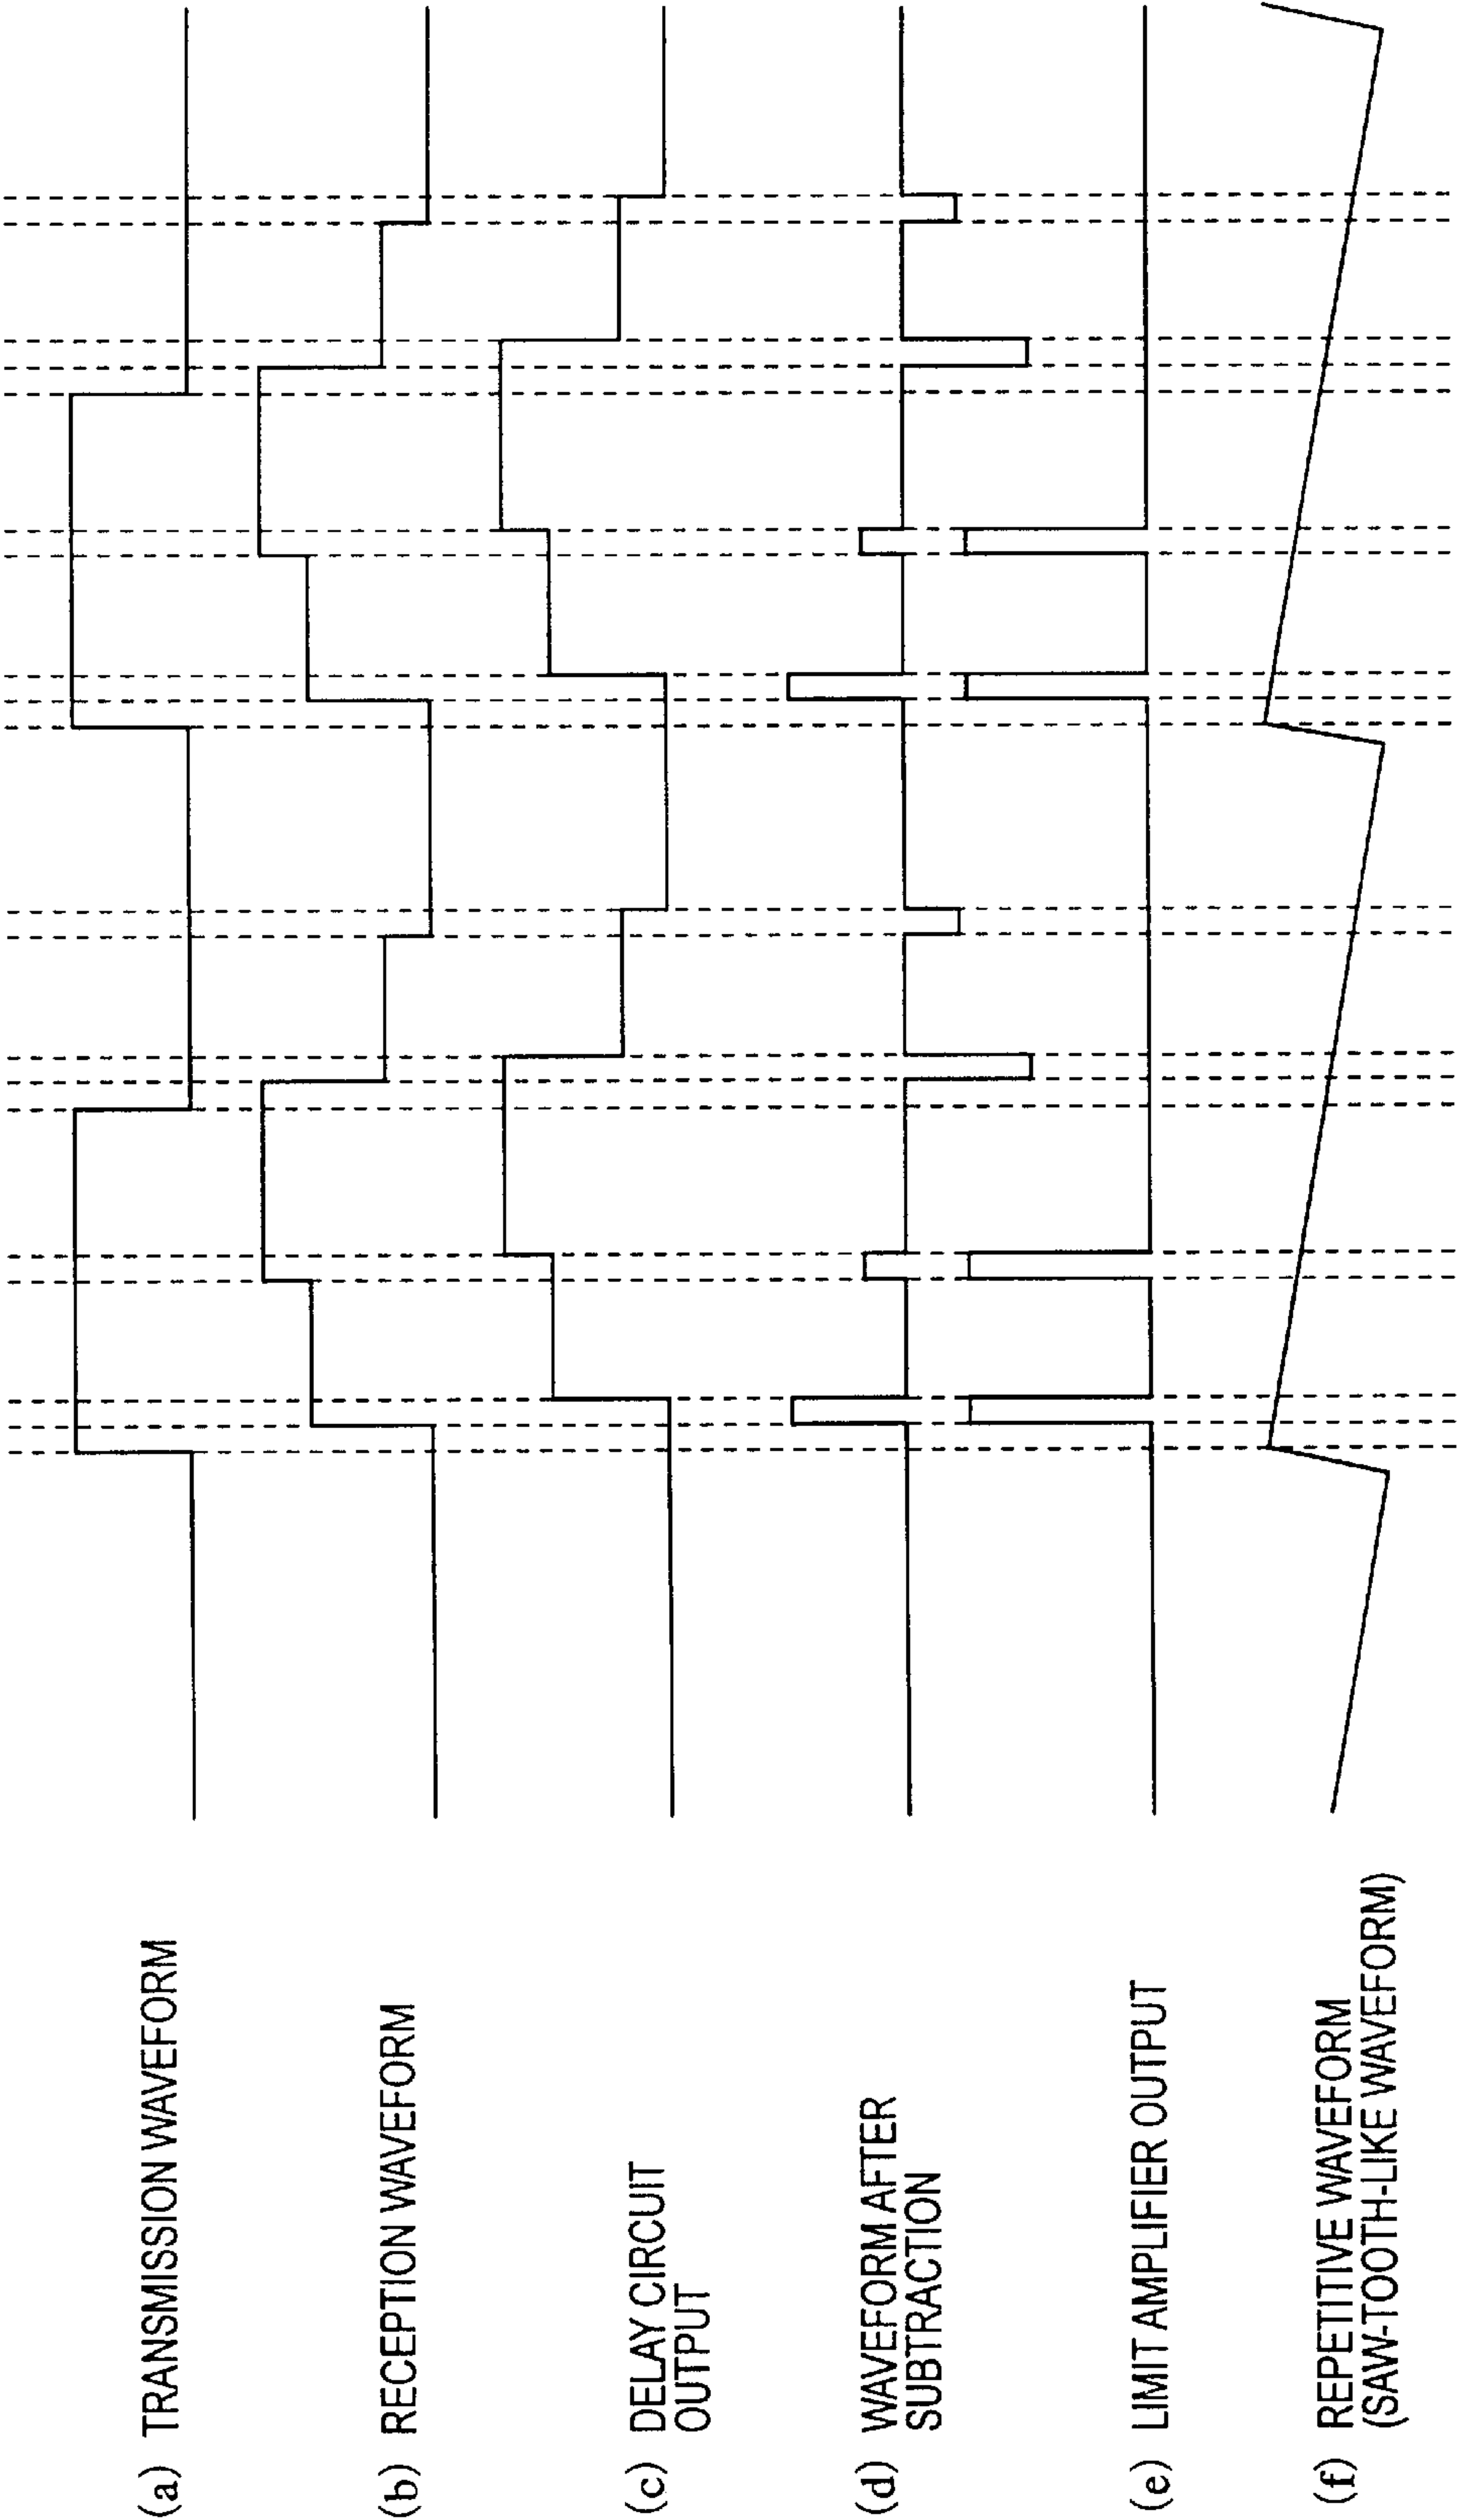 (a) TRANSMISSION WAVEFORM
(b) RECEPTION WAVEFORM
(c) DELAY CIRCUIT
OUTPUT
(d) WAVEFORM AFTER
SUBTRACTION
(e) LIMIT AMPLIFIER OUTPUT
(f) REPETITIVE WAVEFORM
(SAW-TOOTH-LIKE WAVEFORM)